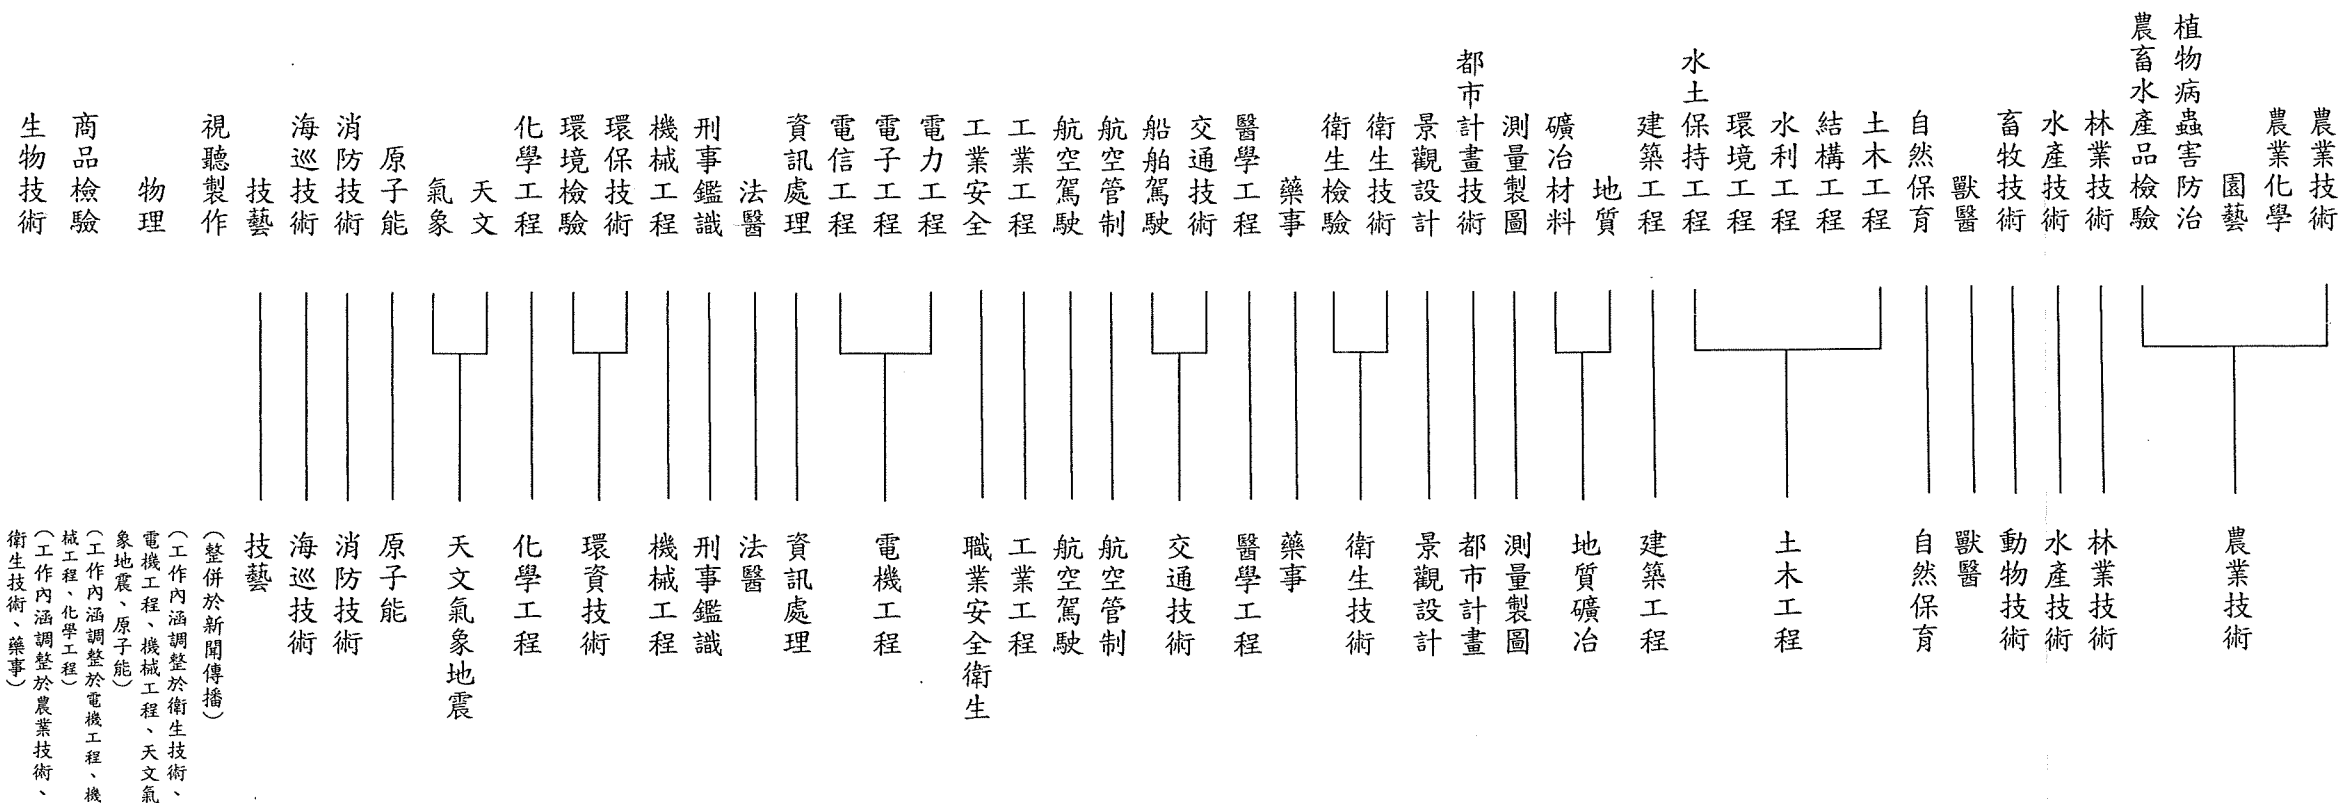 農業技術
農業化學
園藝
植物病蟲害防治
農畜水產品檢驗
林業技術
水產技術
畜牧技術
獸醫
自然保育
土木工程
結構工程
水利工程
環境工程
水土保持工程
建築工程
地質
礦冶材料
測量製圖
都市計畫技術
景觀設計
衛生技術
衛生檢驗
藥事
醫學工程
交通技術
船舶駕駛
航空管制
航空駕駛
工業工程
工業安全
電力工程
電子工程
電信工程
資訊處理
法醫
刑事鑑識
機械工程
環保技術
環境檢驗
化學工程
天文
氣象
原子能
消防技術
海巡技術
技藝
視聽製作
物理
商品檢驗
生物技術
農業技術
林業技術
水產技術
動物技術
獸醫
自然保育
土木工程
建築工程
地質礦冶
測量製圖
都市計畫
景觀設計
衛生技術
藥事
醫學工程
交通技術
航空管制
航空駕駛
工業工程
職業安全衛生
電機工程
資訊處理
法醫
刑事鑑識
機械工程
環資技術
化學工程
天文氣象地震
原子能
消防技術
海巡技術
技藝
（整併於新聞傳播）
（工作內涵調整於衛生技術、
電機工程、機械工程、天文氣
象地震、原子能）
（工作內涵調整於電機工程、機
械工程、化學工程）
（工作內涵調整於農業技術、
衛生技術、藥事）